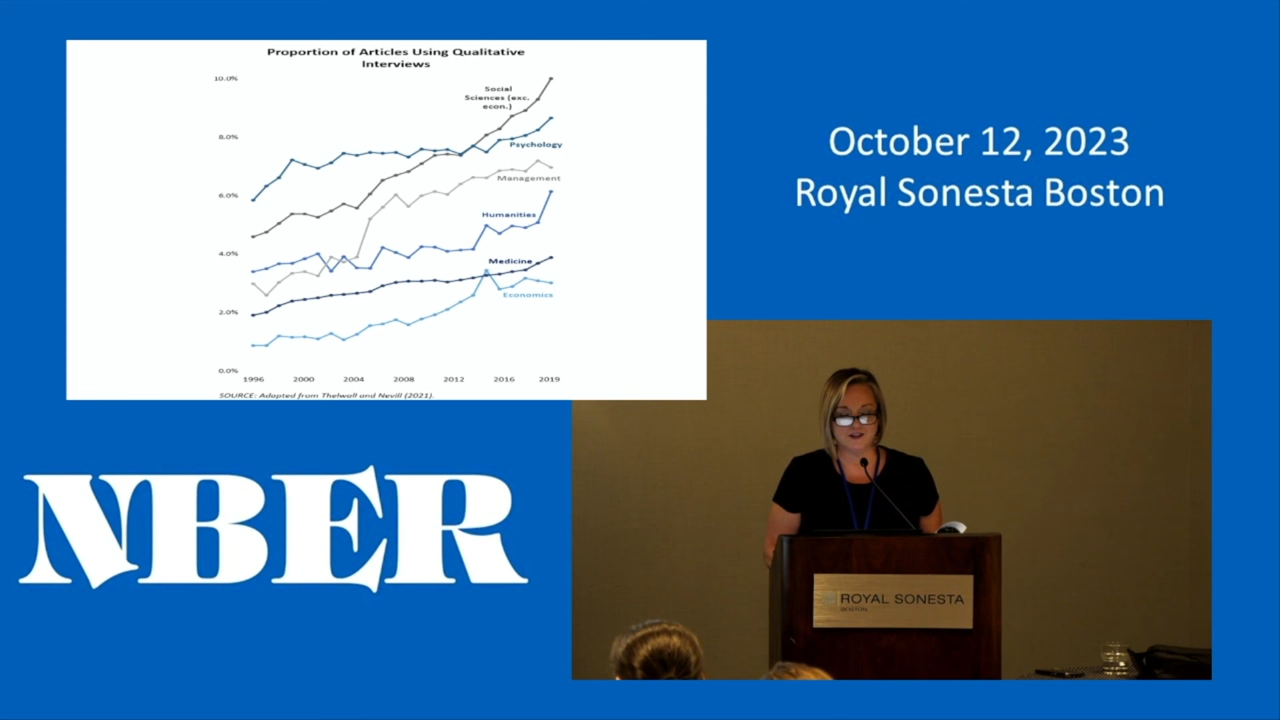 Proportion of Articles Using Qualitative
Interviews
10.0%
8.0%
6.0%
4.0%
2.0%
0.0%
Social
Sciences (exc.
econ.)
Psychology
Management
Humanities
Medicine
Economics
1996 2000 2004 2008 2012 2016 2019
SOURCE: Adapted from Thelwall and Nevill (2021).
October 12, 2023
Royal Sonesta Boston
NBER
ROYAL SONESTA
BOSTON